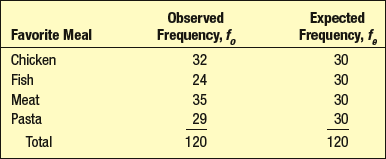 Observed Expected
Favorite Meal Frequency, fo Frequency, fe
Chicken 32 30
Fish 24 30
Meat 35 30
Pasta 29 30
Total 120 120